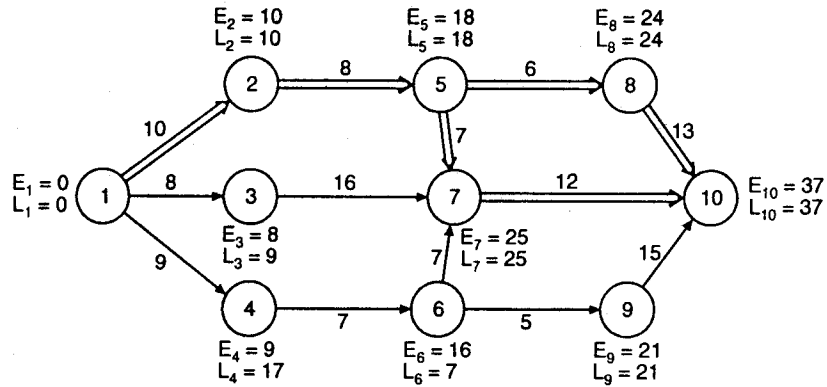 E₂ = 10
L₂ = 10
E₅ = 18
L₅ = 18
E₈ = 24
L₈ = 24
2
8
5
6
8
10
7
13
E₁ = 0
L₁ = 0
1
8
3
16
7
12
10
E₁₀ = 37
L₁₀ = 37
E₃ = 8
L₃ = 9
E₇ = 25
L₇ = 25
9
7
15
4
7
6
5
9
E₄ = 9
L₄ = 17
E₆ = 16
L₆ = 7
E₉ = 21
L₉ = 21